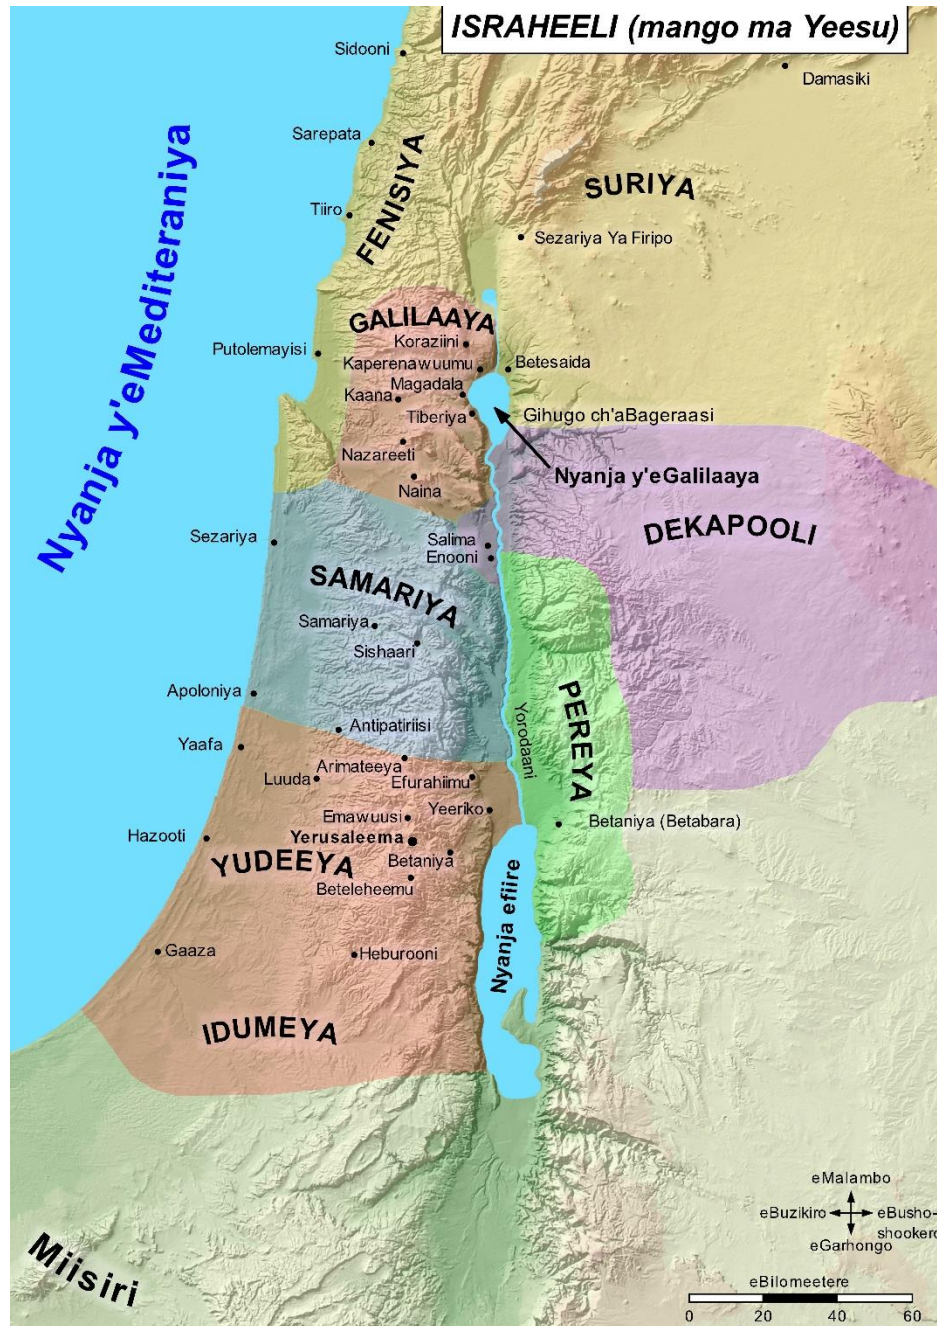 ISRAHEELI (mango ma Yeesu)
Sidooni
Damasiki
Sarepata
FENISIYA
SURIYA
Tiiro
Sezariya Ya Firipo
Nyanja y'eMediteraniya
GALILAAYA
Koraziini
Putolemayisi
Kaperenawuumu
Betesaida
Magadala
Kaana
Tiberiya
Gihugo ch'aBageraasi
Nazareeti
Nyanja y'eGalilaaya
Naina
DEKAPOOLI
Sezariya
Salima
Enooni
SAMARIYA
Samariya
Sishaari
PEREYA
Apoloniya
Yorodaani
Antipatiriisi
Yaafa
Arimateeya
Luuda
Efurahiimu
Yeeriko
Emawuusi
Betaniya (Betabara)
Hazooti
Yerusaleema
YUDEEYA
Betaniya
Beteleheemu
Nyanja efiire
Gaaza
Heburooni
IDUMEYA
Miisiri
eMalambo
eBuzikiro
eBusho-
shookero
eGarhongo
eBilomeetere
0 20 40 60